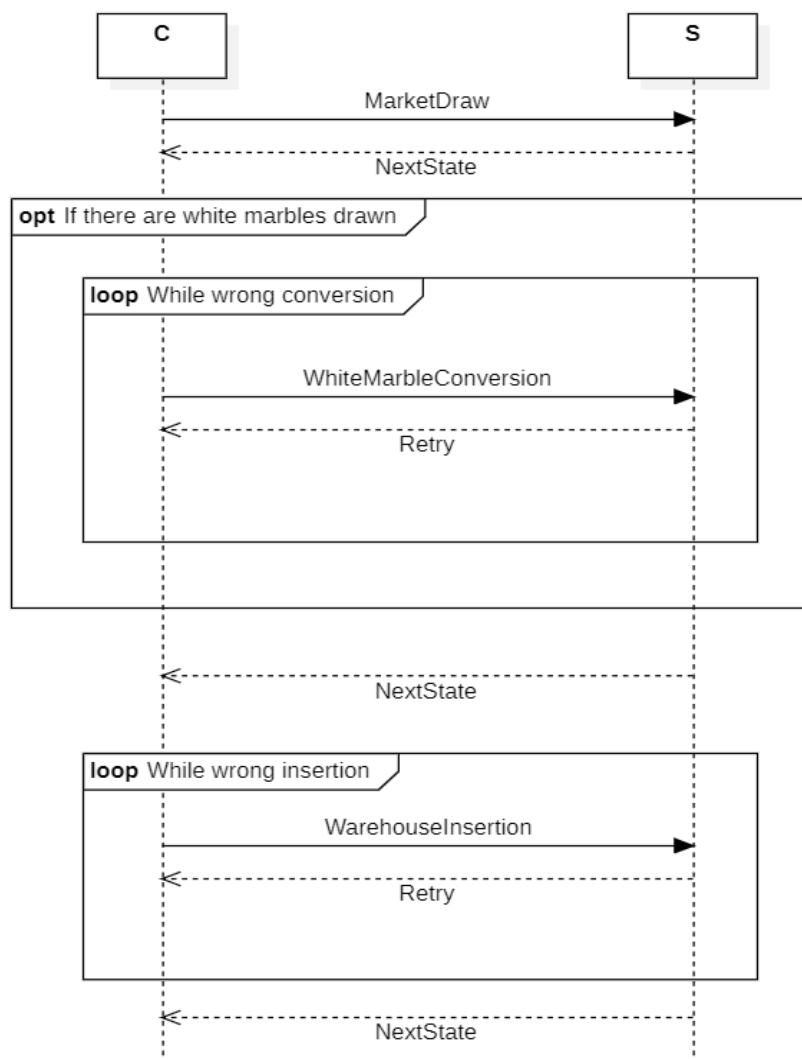 C
S
MarketDraw
NextState
opt If there are white marbles drawn
loop While wrong conversion
WhiteMarbleConversion
Retry
NextState
loop While wrong insertion
WarehouseInsertion
Retry
NextState